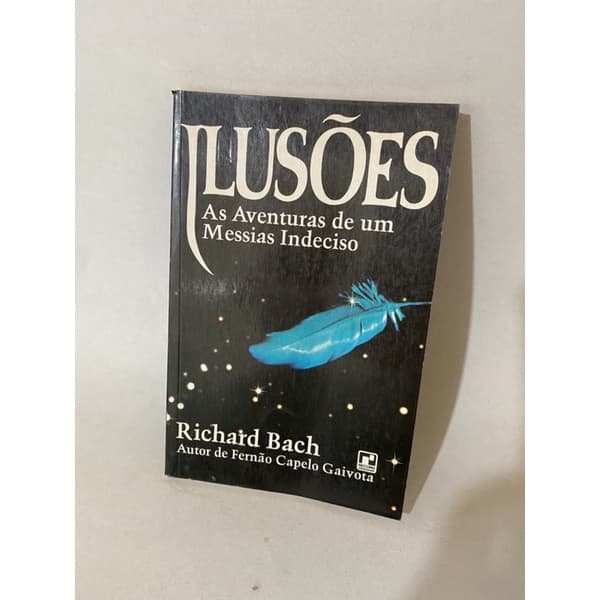 ILUSÕES
As Aventuras de um
Messias Indeciso
Richard Bach
Autor de Fernão Capelo Gaivota